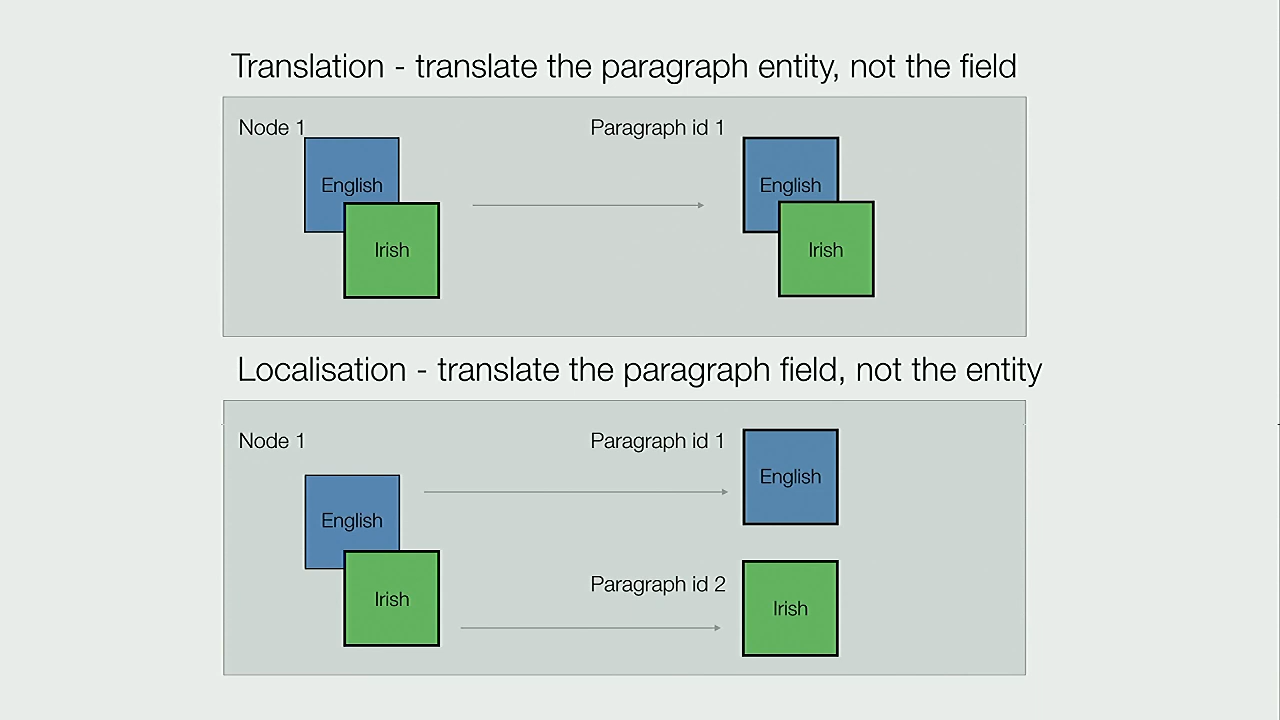 Translation - translate the paragraph entity, not the field
Node 1
Paragraph id 1
English
English
Irish
Irish
Localisation - translate the paragraph field, not the entity
Node 1
Paragraph id 1
English
English
Paragraph id 2
Irish
Irish